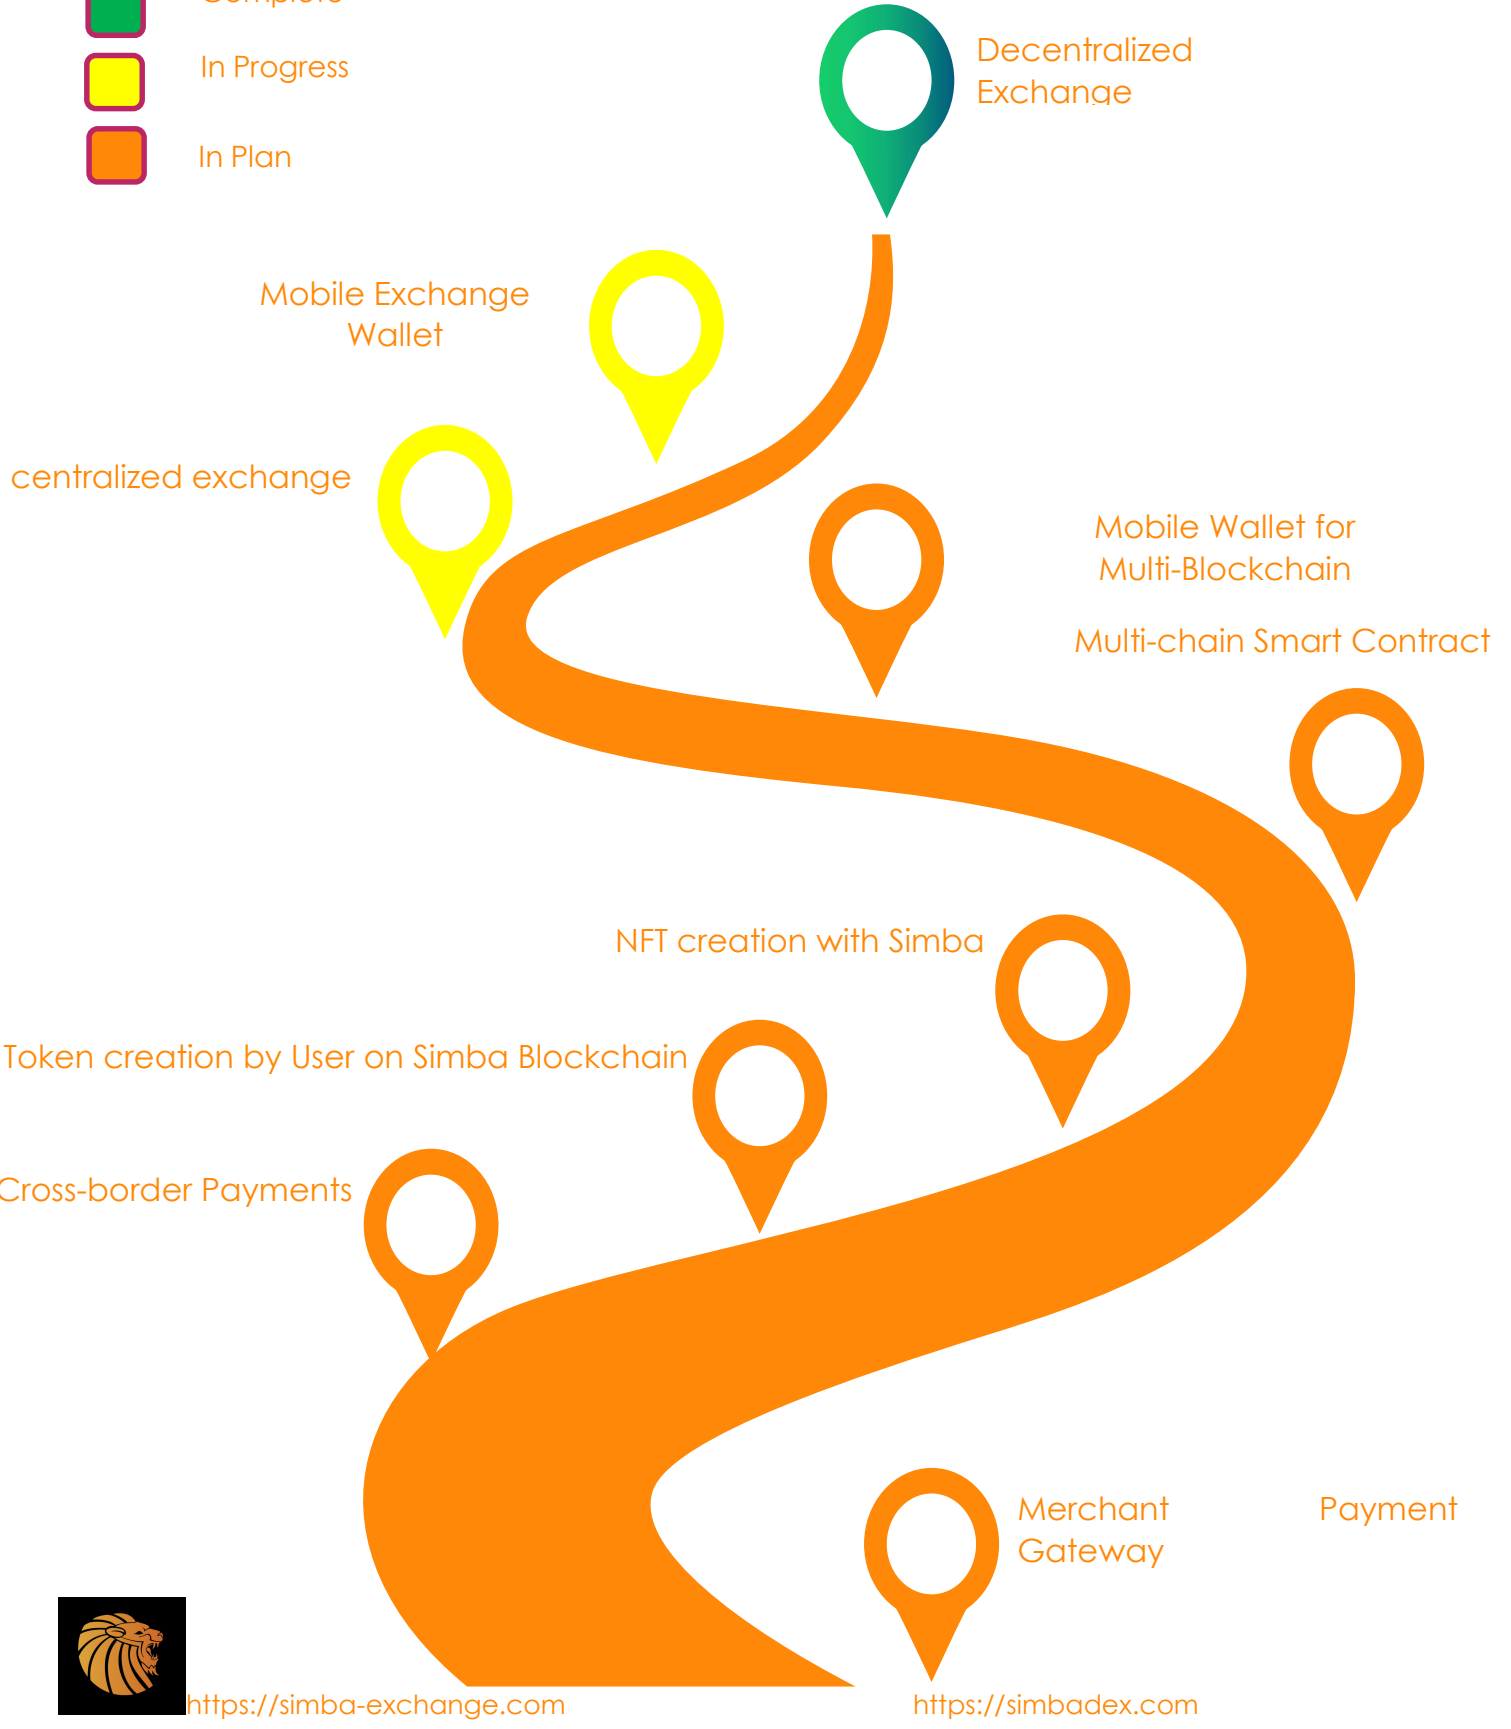 Complete
In Progress
In Plan
Decentralized
Exchange
Mobile Exchange
Wallet
centralized exchange
Mobile Wallet for
Multi-Blockchain
Multi-chain Smart Contract
NFT creation with Simba
Token creation by User on Simba Blockchain
Cross-border Payments
Merchant Payment
Gateway
https://simba-exchange.com
https://simbadex.com